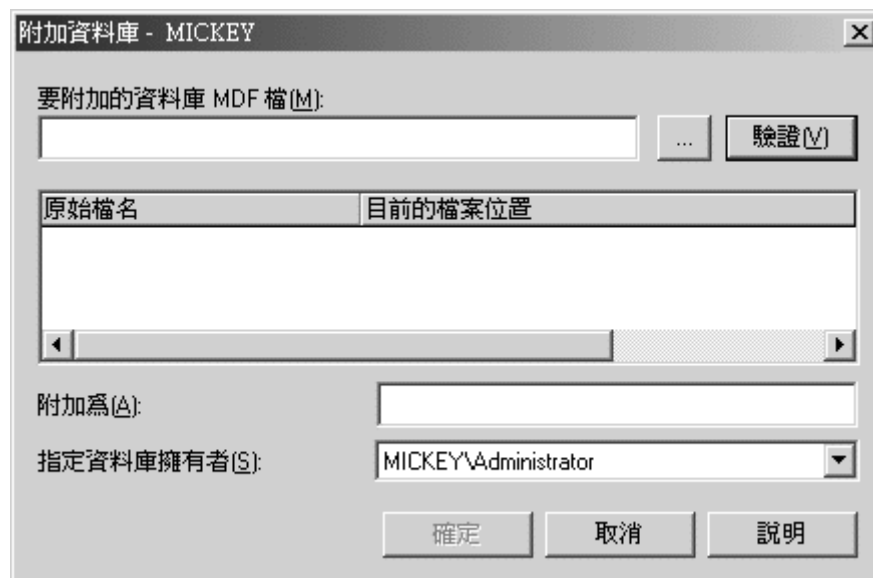 附加資料庫 - MICKEY
要附加的資料庫 MDF 檔(M):
... 驗證(V)
原始檔名 目前的檔案位置
附加爲(A):
指定資料庫擁有者(S): MICKEY\Administrator
確定 取消 說明